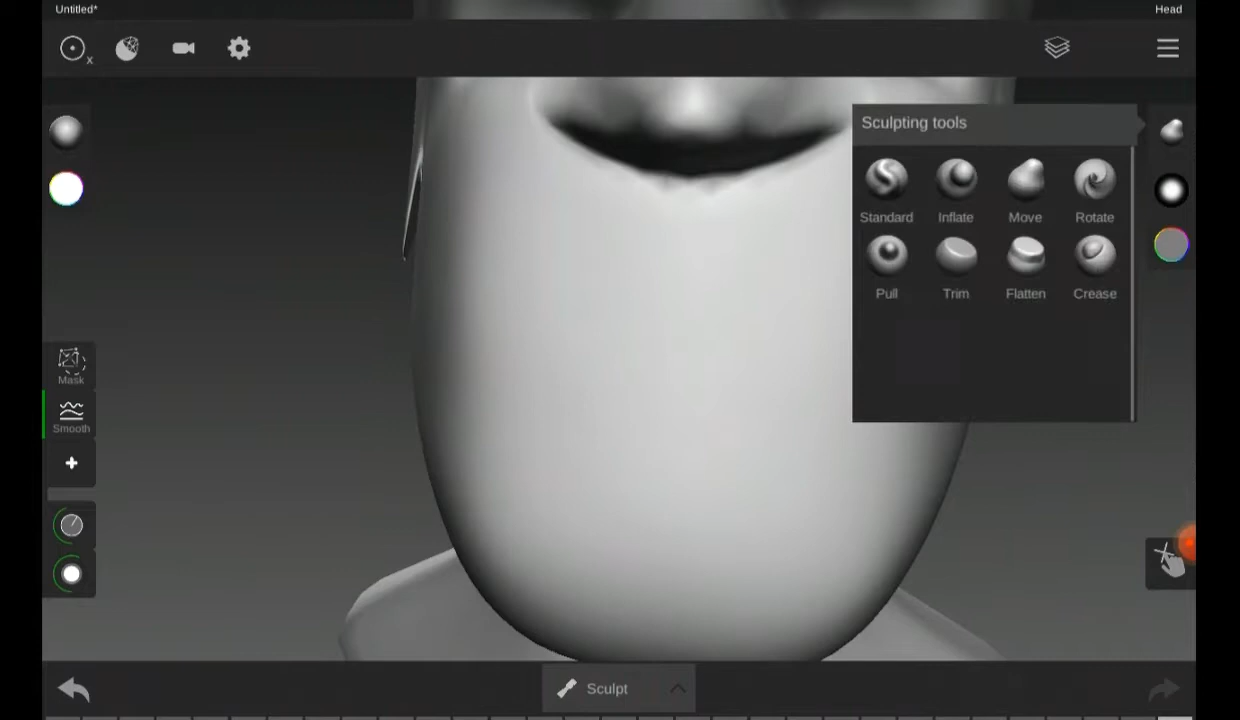 Untitled*
Head
x
Sculpting tools
Standard Inflate Move Rotate
Pull Trim Flatten Crease
Mask
Smooth
Sculpt